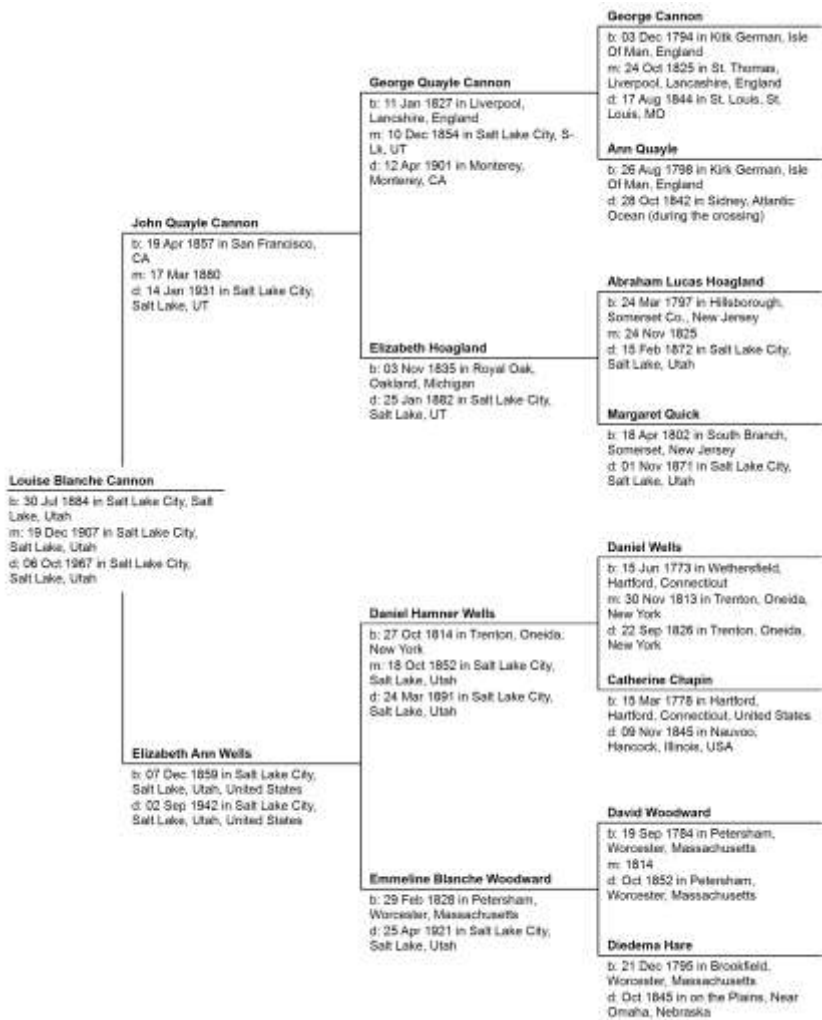 George Cannon
b: 03 Dec 1794 in Kitk German, Isle
Of Man, England
m: 24 Oct 1825 in St. Thomas,
Liverpool, Lancashire, England
d: 17 Aug 1844 in St. Louis, St.
Louis, MO
George Quayle Cannon
b: 11 Jan 1827 in Liverpool,
Lancshire, England
m: 10 Dec 1854 in Salt Lake City, S-
Lk, UT
d: 12 Apr 1901 in Monterey,
Monterey, CA
Ann Quayle
b: 26 Aug 1798 in Kirk German, Isle
Of Man, England
d: 28 Oct 1842 in Sidney, Atlantic
Ocean (during the crossing)
John Quayle Cannon
b: 19 Apr 1857 in San Francisco,
CA
m: 17 Mar 1880
d: 14 Jan 1931 in Salt Lake City,
Salt Lake, UT
Abraham Lucas Hoagland
b: 24 Mar 1797 in Hillsborough,
Somerset Co., New Jersey
m: 24 Nov 1825
d: 15 Feb 1872 in Salt Lake City,
Salt Lake, Utah
Elizabeth Hoagland
b: 03 Nov 1835 in Royal Oak,
Oakland, Michigan
d: 25 Jan 1882 in Salt Lake City,
Salt Lake, UT
Margaret Quick
b: 18 Apr 1802 in South Branch,
Somerset, New Jersey
d: 01 Nov 1871 in Salt Lake City,
Salt Lake, Utah
Louise Blanche Cannon
b: 30 Jul 1884 in Salt Lake City, Salt
Lake, Utah
m: 19 Dec 1907 in Salt Lake City,
Salt Lake, Utah
d: 06 Oct 1967 in Salt Lake City,
Salt Lake, Utah
Daniel Wells
b: 15 Jun 1773 in Wethersfield,
Hartford, Connecticut
m: 30 Nov 1813 in Trenton, Oneida,
New York
d: 22 Sep 1826 in Trenton, Oneida,
New York
Daniel Hamner Wells
b: 27 Oct 1814 in Trenton, Oneida,
New York
m: 18 Oct 1852 in Salt Lake City,
Salt Lake, Utah
d: 24 Mar 1891 in Salt Lake City,
Salt Lake, Utah
Catherine Chapin
b: 15 Mar 1778 in Hartford,
Hartford, Connecticut, United States
d: 09 Nov 1845 in Nauvoo,
Hancock, Illinois, USA
Elizabeth Ann Wells
b: 07 Dec 1859 in Salt Lake City,
Salt Lake, Utah, United States
d: 02 Sep 1942 in Salt Lake City,
Salt Lake, Utah, United States
David Woodward
b: 19 Sep 1784 in Petersham,
Worcester, Massachusetts
m: 1814
d: Oct 1852 in Petersham,
Worcester, Massachusetts
Emmeline Blanche Woodward
b: 29 Feb 1828 in Petersham,
Worcester, Massachusetts
d: 25 Apr 1921 in Salt Lake City,
Salt Lake, Utah
Diedema Hare
b: 21 Dec 1795 in Brookfield,
Worcester, Massachusetts
d: Oct 1845 in on the Plains, Near
Omaha, Nebraska